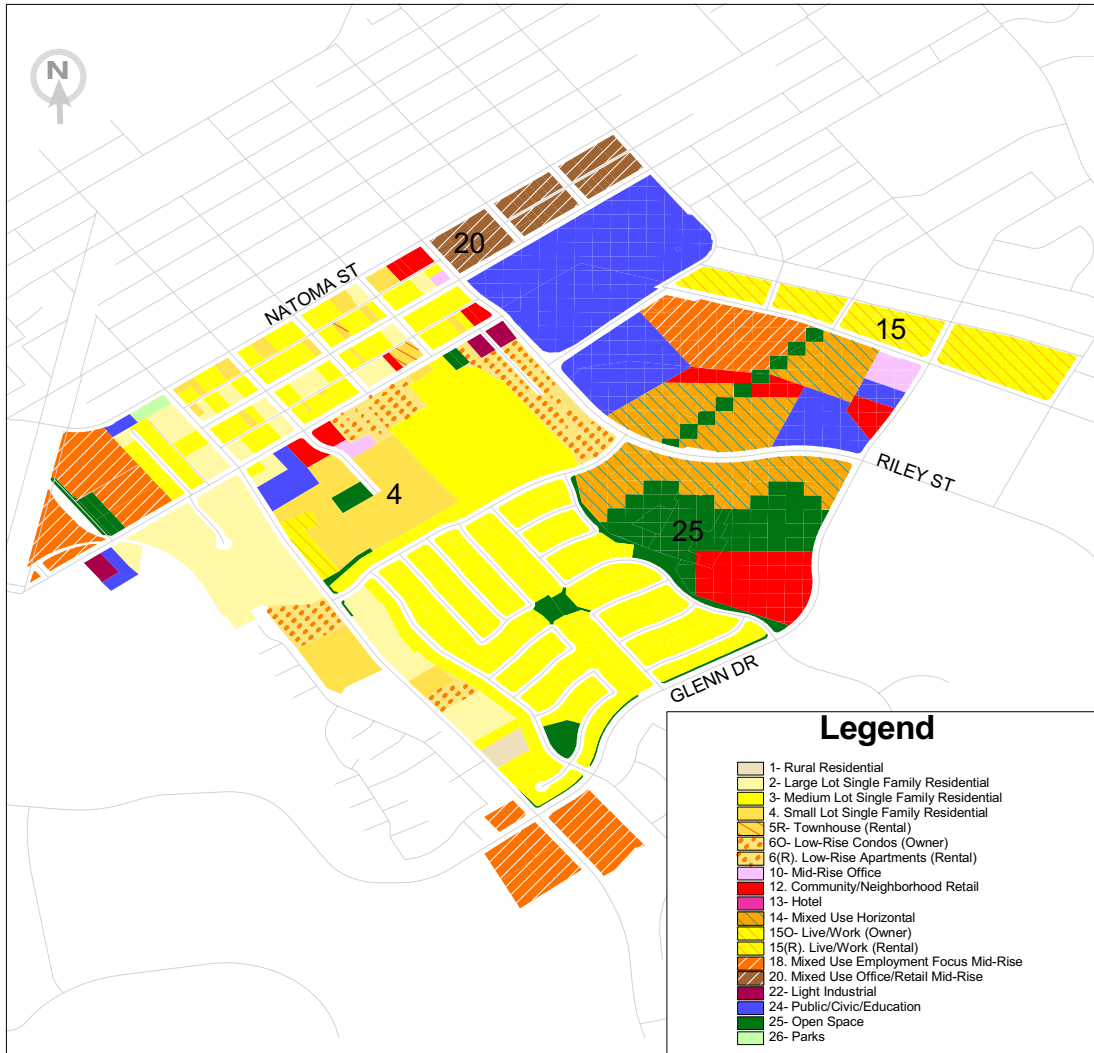 N
20
NATOMA ST
15
RILEY ST
4
25
GLENN DR
Legend
1- Rural Residential
2- Large Lot Single Family Residential
3- Medium Lot Single Family Residential
4. Small Lot Single Family Residential
5R- Townhouse (Rental)
6O- Low-Rise Condos (Owner)
6(R). Low-Rise Apartments (Rental)
10- Mid-Rise Office
12. Community/Neighborhood Retail
13- Hotel
14- Mixed Use Horizontal
15O- Live/Work (Owner)
15(R). Live/Work (Rental)
18. Mixed Use Employment Focus Mid-Rise
20. Mixed Use Office/Retail Mid-Rise
22- Light Industrial
24- Public/Civic/Education
25- Open Space
26- Parks